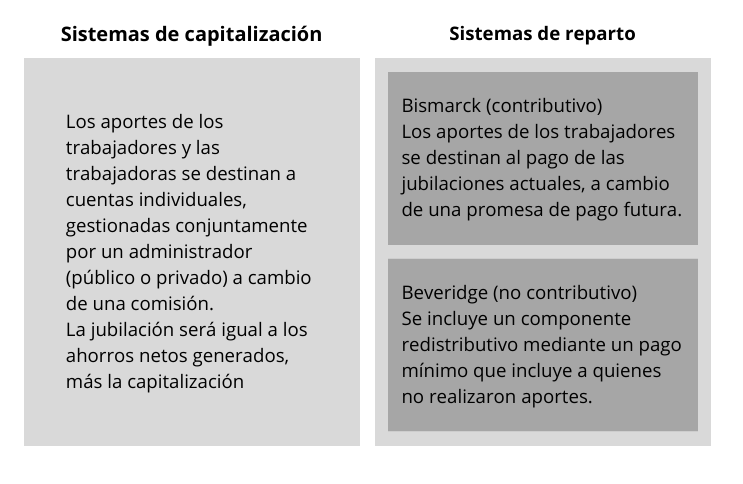 Sistemas de capitalización
Los aportes de los
trabajadores y las
trabajadoras se destinan a
cuentas individuales,
gestionadas conjuntamente
por un administrador
(público o privado) a cambio
de una comisión.
La jubilación será igual a los
ahorros netos generados,
más la capitalización
Sistemas de reparto
Bismarck (contributivo)
Los aportes de los trabajadores
se destinan al pago de las
jubilaciones actuales, a cambio
de una promesa de pago futura.
Beveridge (no contributivo)
Se incluye un componente
redistributivo mediante un pago
mínimo que incluye a quienes
no realizaron aportes.